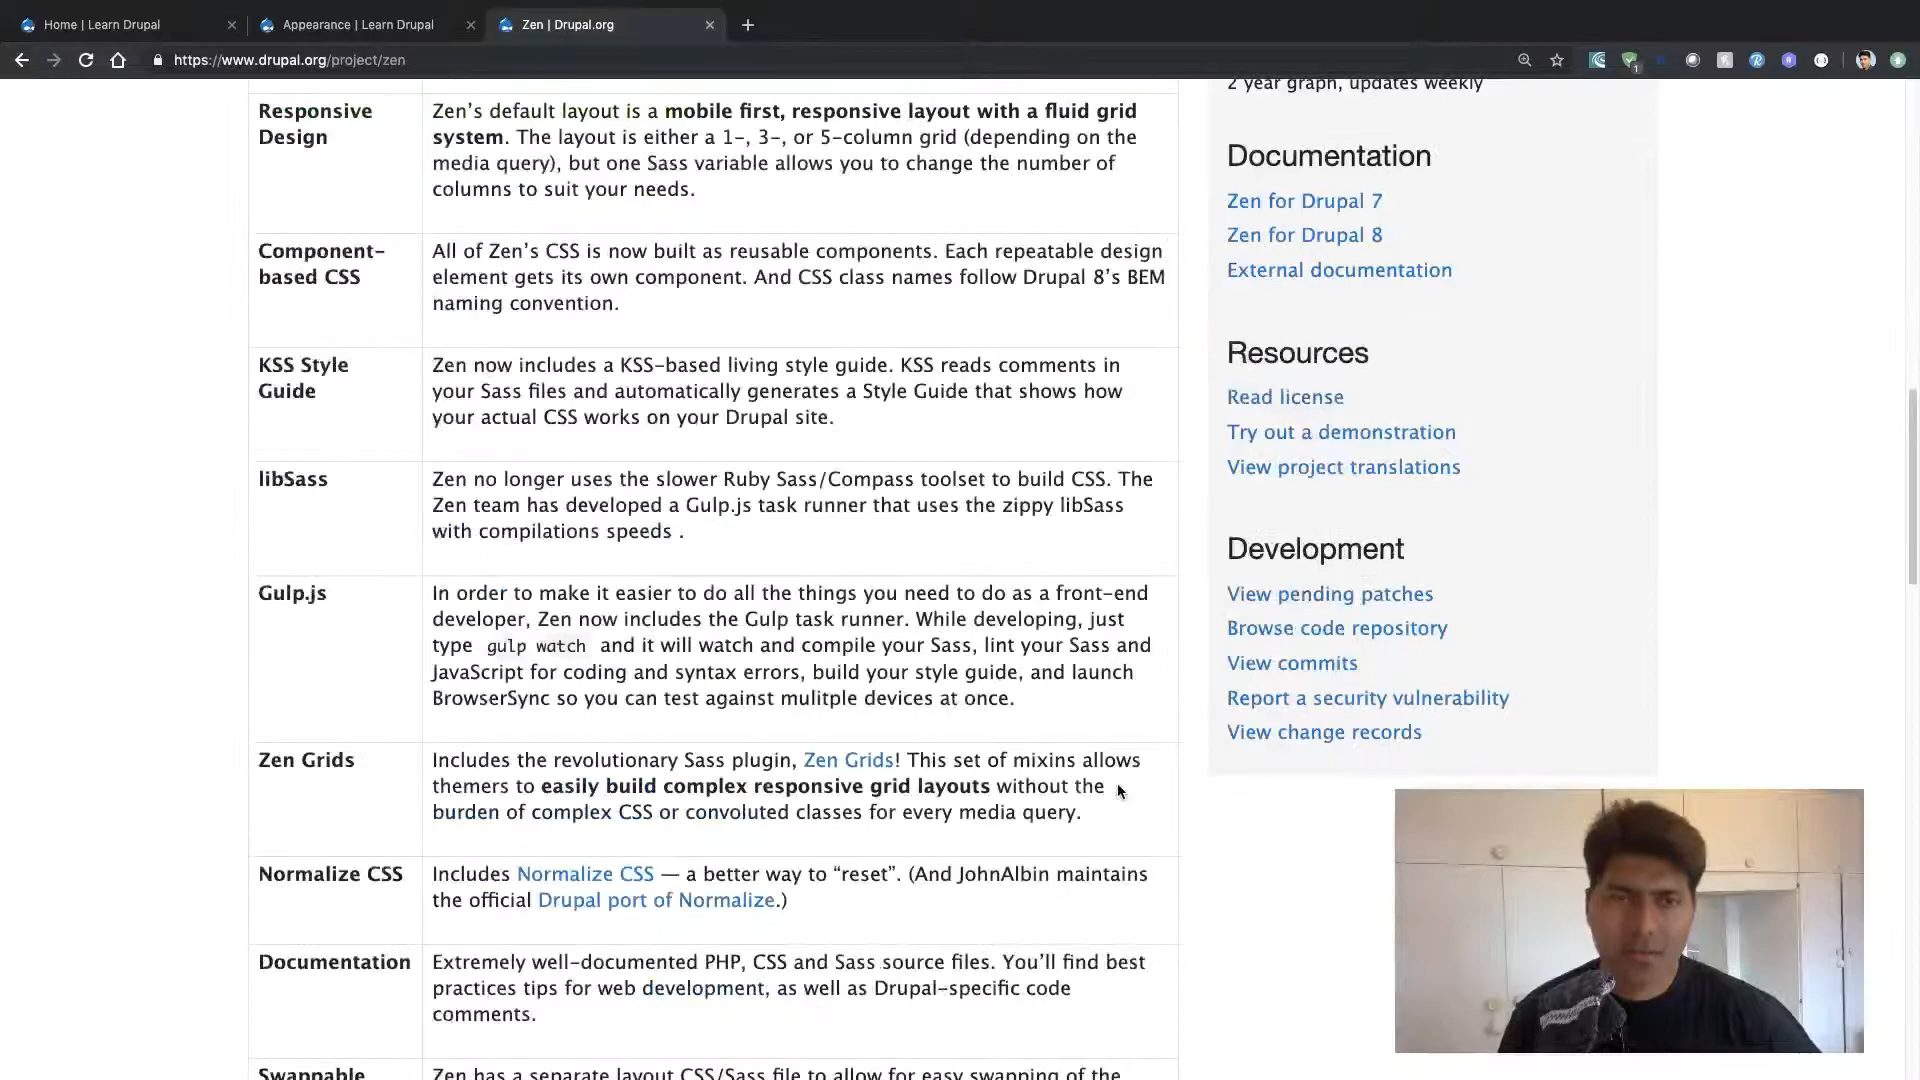 Home | Learn Drupal
Appearance | Learn Drupal
Zen | Drupal.org
https://www.drupal.org/project/zen
1
2 year graph, updates weekly
Responsive
Design
Zen's default layout is a mobile first, responsive layout with a fluid grid
system. The layout is either a 1-, 3-, or 5-column grid (depending on the
media query), but one Sass variable allows you to change the number of
columns to suit your needs.
Component-
based CSS
All of Zen's CSS is now built as reusable components. Each repeatable design
element gets its own component. And CSS class names follow Drupal 8's BEM
naming convention.
KSS Style
Guide
Zen now includes a KSS-based living style guide. KSS reads comments in
your Sass files and automatically generates a Style Guide that shows how
your actual CSS works on your Drupal site.
libSass
Zen no longer uses the slower Ruby Sass/Compass toolset to build CSS. The
Zen team has developed a Gulp.js task runner that uses the zippy libSass
with compilations speeds .
Gulp.js
In order to make it easier to do all the things you need to do as a front-end
developer, Zen now includes the Gulp task runner. While developing, just
type gulp watch and it will watch and compile your Sass, lint your Sass and
JavaScript for coding and syntax errors, build your style guide, and launch
BrowserSync so you can test against mulitple devices at once.
Zen Grids
Includes the revolutionary Sass plugin, Zen Grids! This set of mixins allows
themers to easily build complex responsive grid layouts without the
burden of complex CSS or convoluted classes for every media query.
Normalize CSS
Includes Normalize CSS — a better way to “reset”. (And JohnAlbin maintains
the official Drupal port of Normalize.)
Documentation
Extremely well-documented PHP, CSS and Sass source files. You'll find best
practices tips for web development, as well as Drupal-specific code
comments.
Swappable
Zen has a separate layout CSS/Sass file to allow for easy swapping of the
Documentation
Zen for Drupal 7
Zen for Drupal 8
External documentation
Resources
Read license
Try out a demonstration
View project translations
Development
View pending patches
Browse code repository
View commits
Report a security vulnerability
View change records